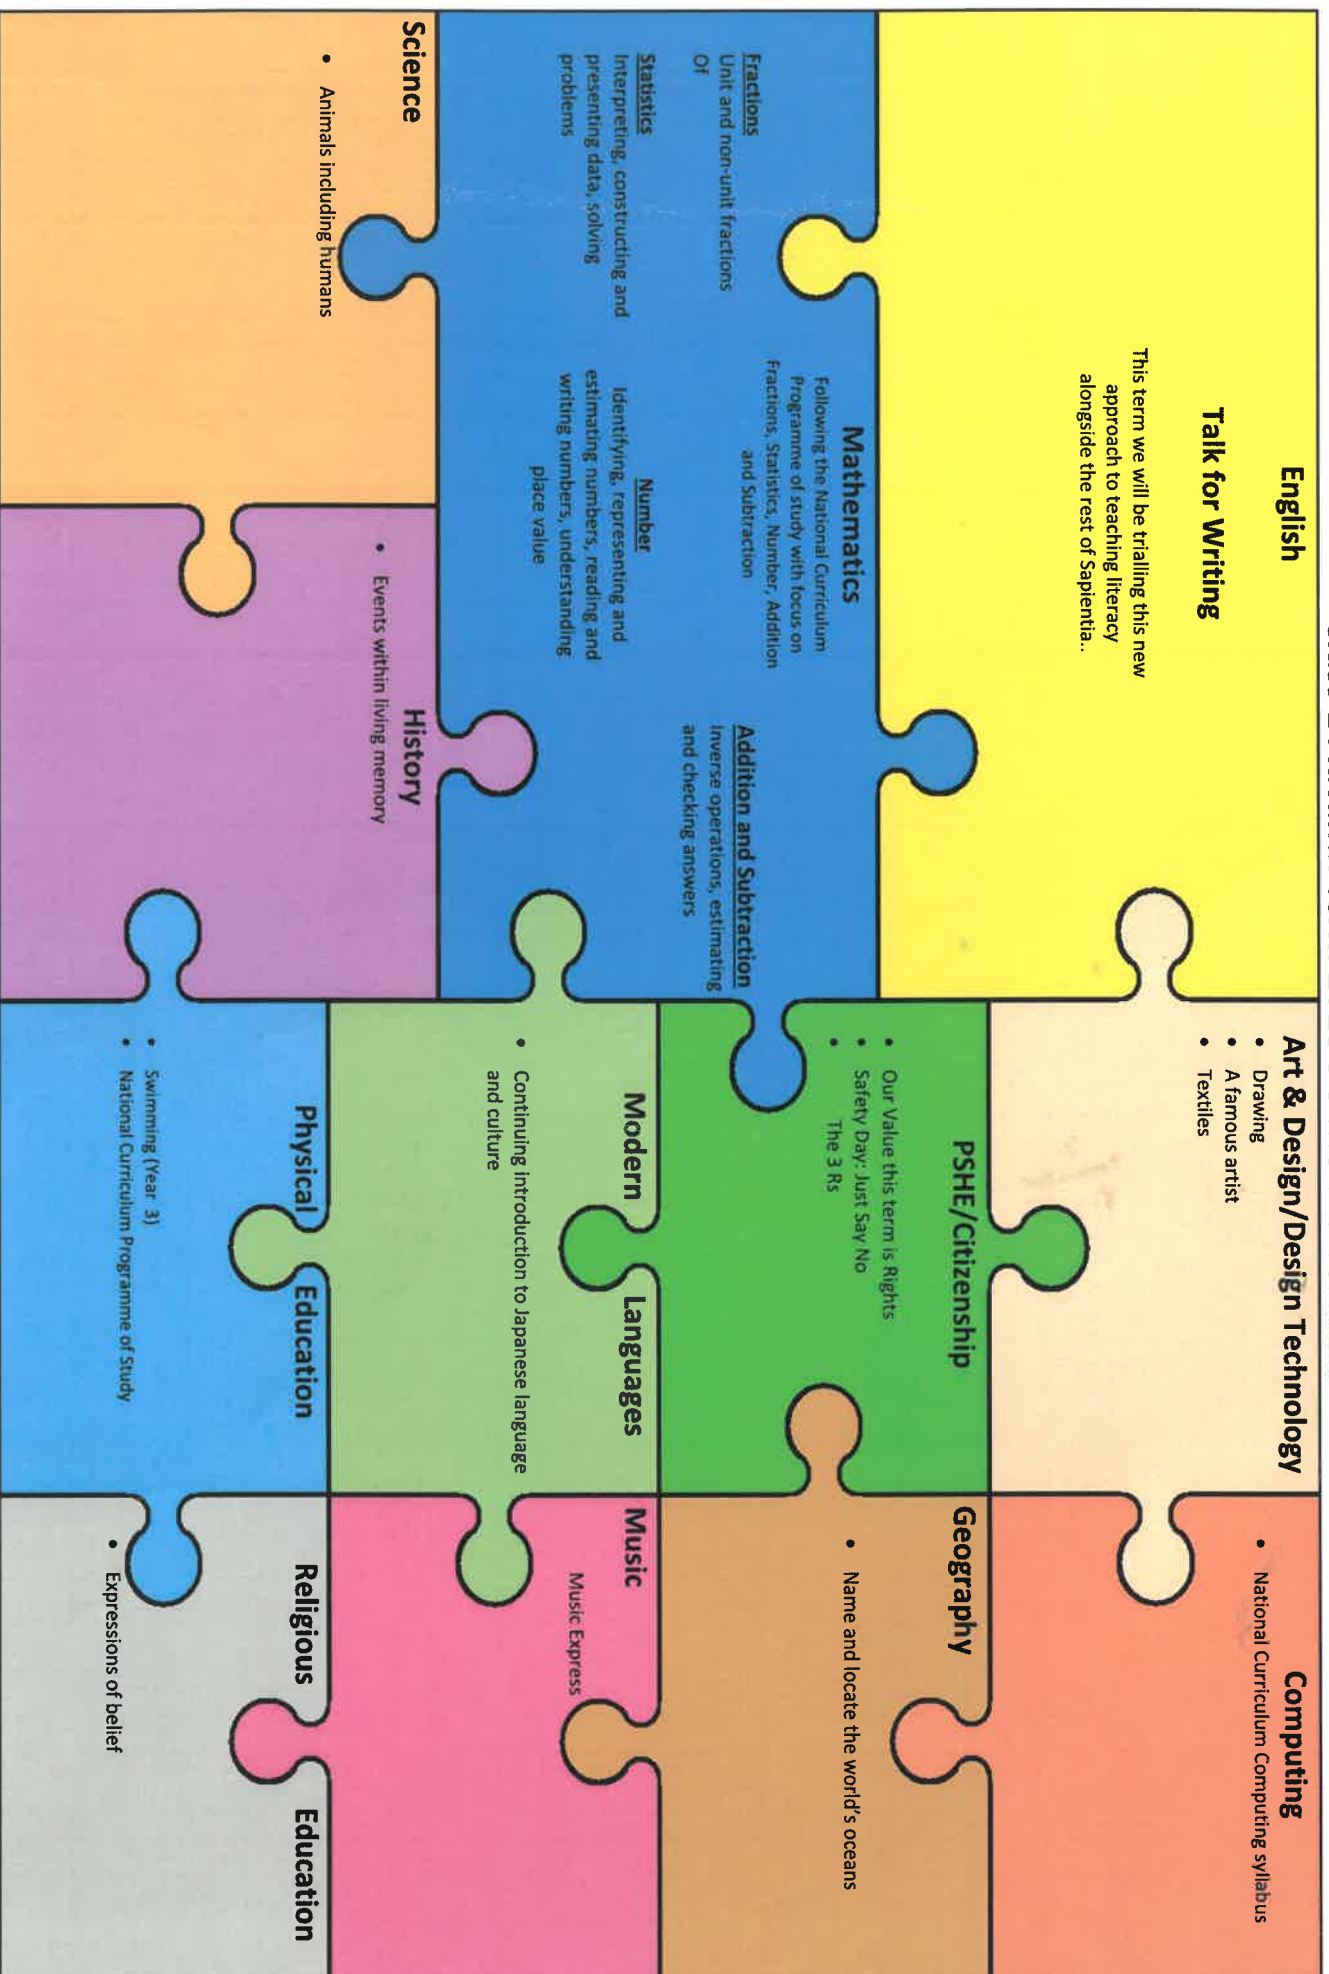 English
Talk for Writing
This term we will be trialling this new
approach to teaching literacy
alongside the rest of Sapientia..
Art & Design/Design Technology
• Drawing
• A famous artist
• Textiles
Computing
• National Curriculum Computing syllabus
Mathematics
Following the National Curriculum
Programme of study with focus on
Fractions, Statistics, Number, Addition
and Subtraction
Fractions
Unit and non-unit fractions
Of
Statistics
Interpreting, constructing and
presenting data, solving
problems
Number
Identifying, representing and
estimating numbers, reading and
writing numbers, understanding
place value
Addition and Subtraction
Inverse operations, estimating
and checking answers
PSHE/Citizenship
• Our Value this term is Rights
• Safety Day: Just Say No
• The 3 Rs
Geography
• Name and locate the world's oceans
Modern Languages
• Continuing introduction to Japanese language
and culture
Music
Music Express
Science
• Animals including humans
History
• Events within living memory
Physical Education
• Swimming (Year 3)
• National Curriculum Programme of Study
Religious Education
• Expressions of belief